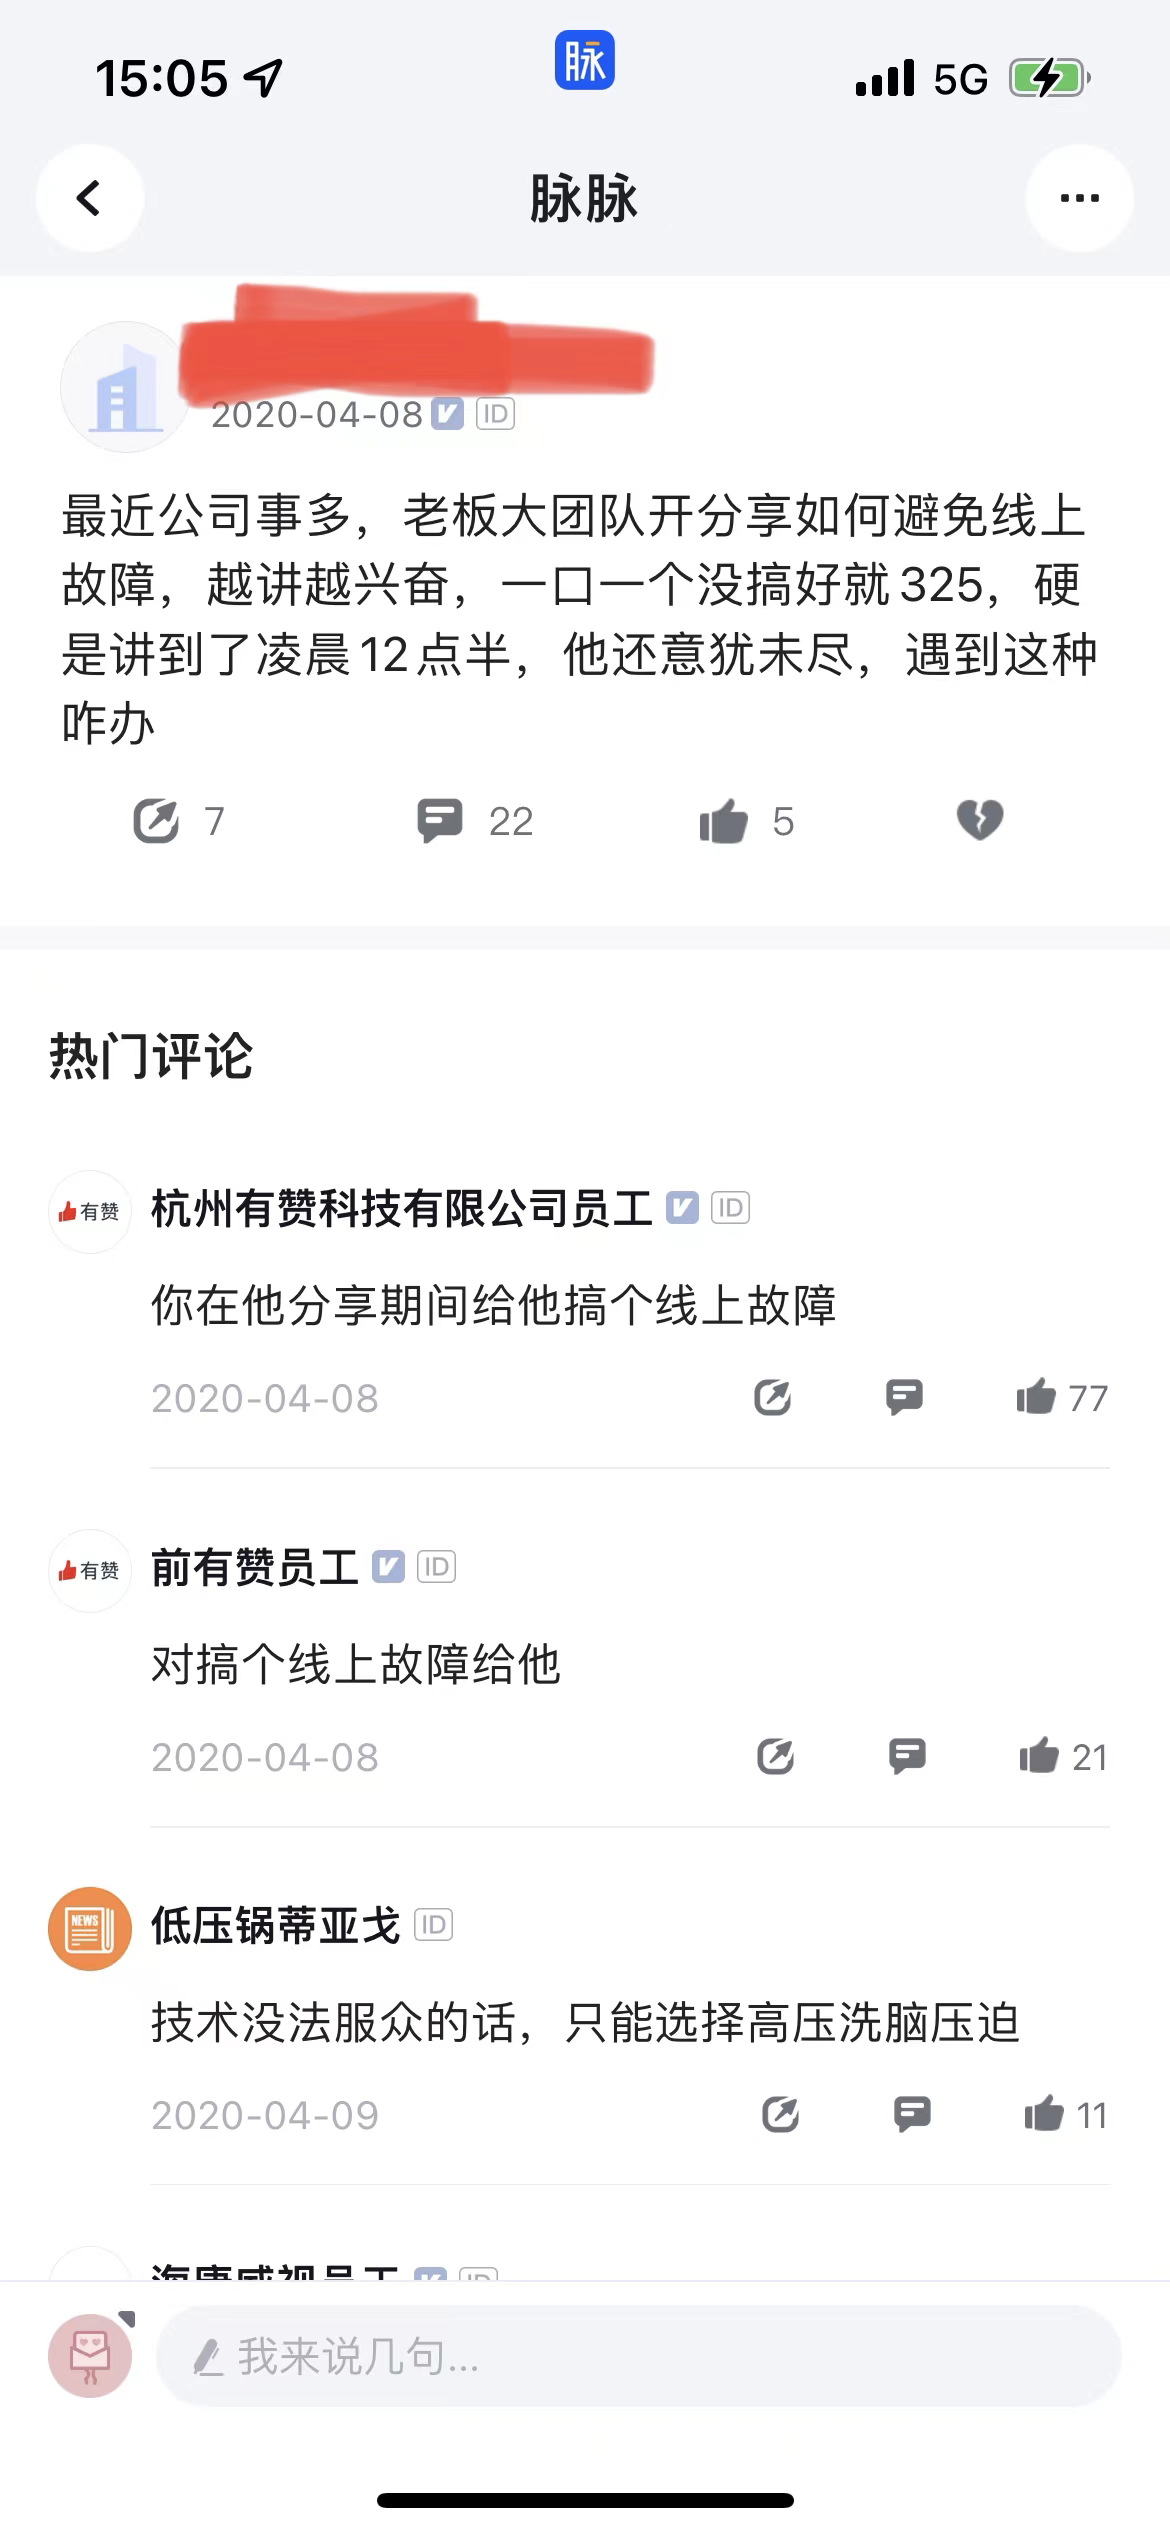 15:05
脉
5G
脉脉
2020-04-08 V ID
最近公司事多，老板大团队开分享如何避免线上
故障，越讲越兴奋，一口一个没搞好就325，硬
是讲到了凌晨12点半，他还意犹未尽，遇到这种
咋办
7
22
5
热门评论
有赞
杭州有赞科技有限公司员工 V ID
你在他分享期间给他搞个线上故障
2020-04-08
77
有赞
前有赞员工 V ID
对搞个线上故障给他
2020-04-08
21
NEWS
低压锅蒂亚戈 ID
技术没法服众的话，只能选择高压洗脑压迫
2020-04-09
11
海康威视员工 V ID
我来说几句...